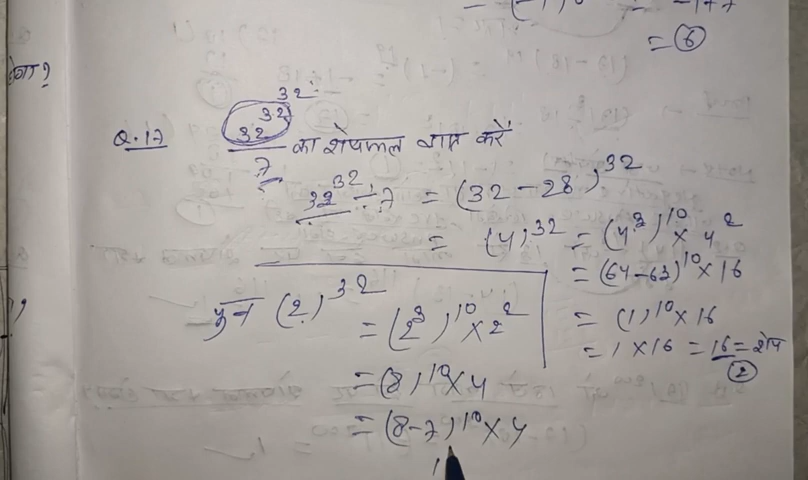 = 6
Q.17 32^32^32 / 7 का शेषफल ज्ञात करें
32^32 ÷ 7 = (32-28)^32
= (4)^32 = (4^3)^10 × 4^2
= (64-63)^10 × 16
= (1)^10 × 16
= 1 × 16 = 16 = शेष 2
पुन (2)^32
= (2^3)^10 × 2^2
= (8)^10 × 4
= (8-7)^10 × 4